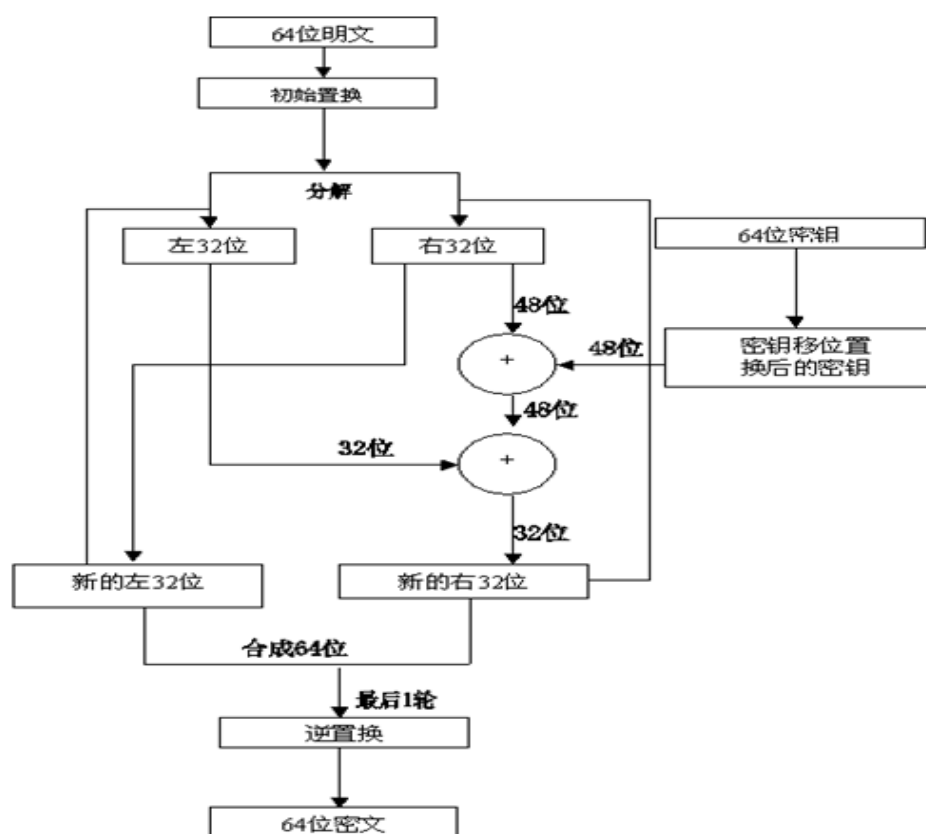 64位明文
初始置换
分解
左32位
右32位
64位密钥
48位
48位
密钥移位置
换后的密钥
+
48位
32位
+
32位
新的左32位
新的右32位
合成64位
最后1轮
逆置换
64位密文